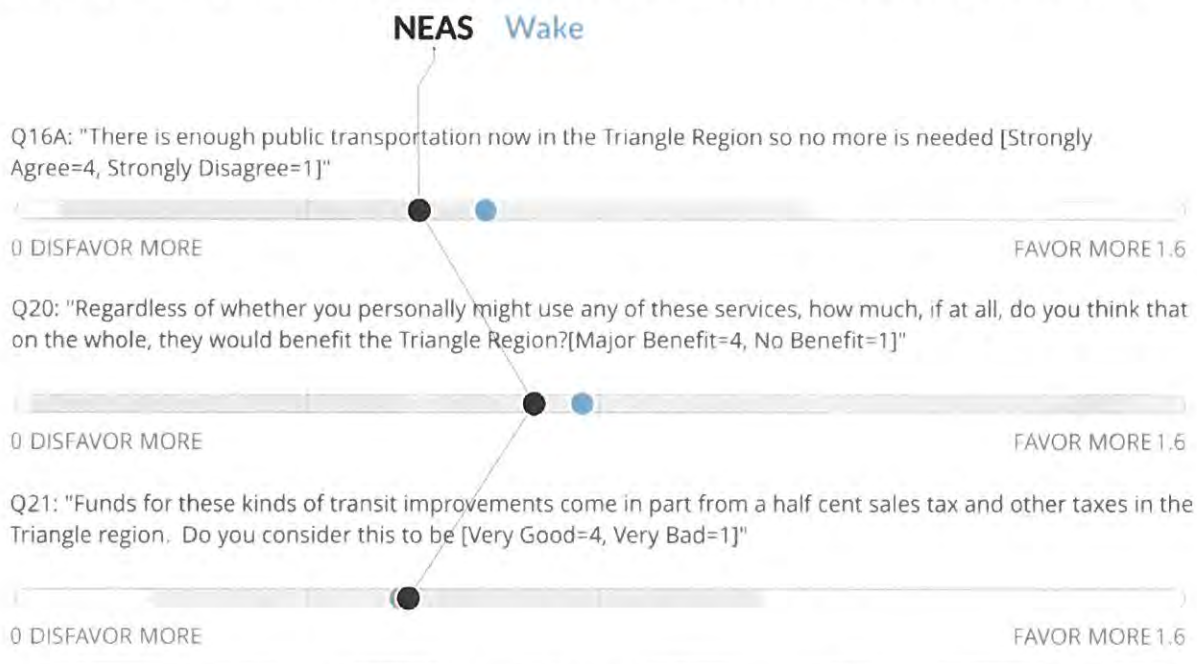 NEAS Wake
Q16A: "There is enough public transportation now in the Triangle Region so no more is needed [Strongly
Agree=4, Strongly Disagree=1]"
0 DISFAVOR MORE FAVOR MORE 1.6
Q20: "Regardless of whether you personally might use any of these services, how much, if at all, do you think that
on the whole, they would benefit the Triangle Region?[Major Benefit=4, No Benefit=1]"
0 DISFAVOR MORE FAVOR MORE 1.6
Q21: "Funds for these kinds of transit improvements come in part from a half cent sales tax and other taxes in the
Triangle region. Do you consider this to be [Very Good=4, Very Bad=1]"
0 DISFAVOR MORE FAVOR MORE 1.6